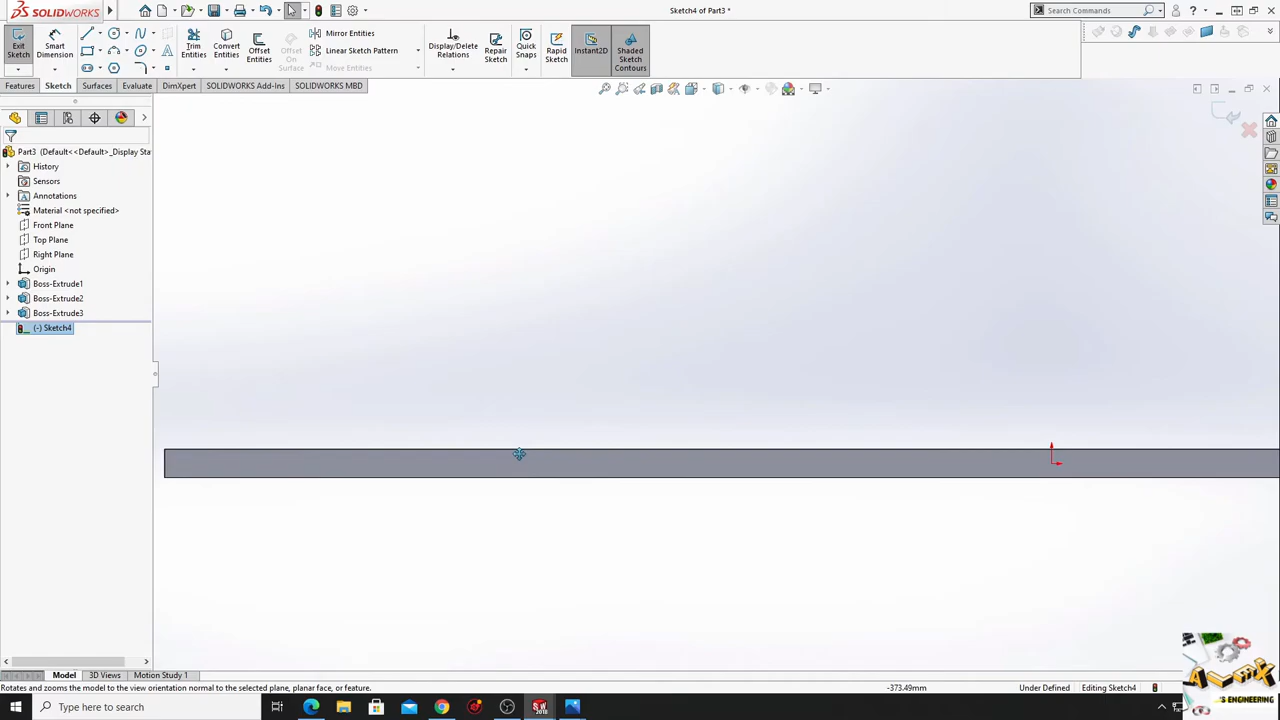 SOLIDWORKS
Sketch4 of Part3 *
Search Commands
Exit Sketch
Smart Dimension
Trim Entities
Convert Entities
Offset Entities
Offset On Surface
Mirror Entities
Linear Sketch Pattern
Move Entities
Display/Delete Relations
Repair Sketch
Quick Snaps
Rapid Sketch
Instant2D
Shaded Sketch Contours
Features
Sketch
Surfaces
Evaluate
DimXpert
SOLIDWORKS Add-Ins
SOLIDWORKS MBD
Part3 (Default<<Default>_Display Sta
History
Sensors
Annotations
Material <not specified>
Front Plane
Top Plane
Right Plane
Origin
Boss-Extrude1
Boss-Extrude2
Boss-Extrude3
(-) Sketch4
Model
3D Views
Motion Study 1
Rotates and zooms the model to the view orientation normal to the selected plane, planar face, or feature.
-373.49mm
Under Defined
Editing Sketch4
Type here to search
'S ENGINEERING